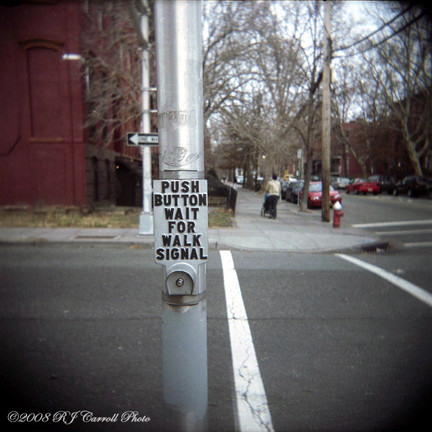 PUSH
BUTTON
WAIT
FOR
WALK
SIGNAL
©2008 RJ Carroll Photo